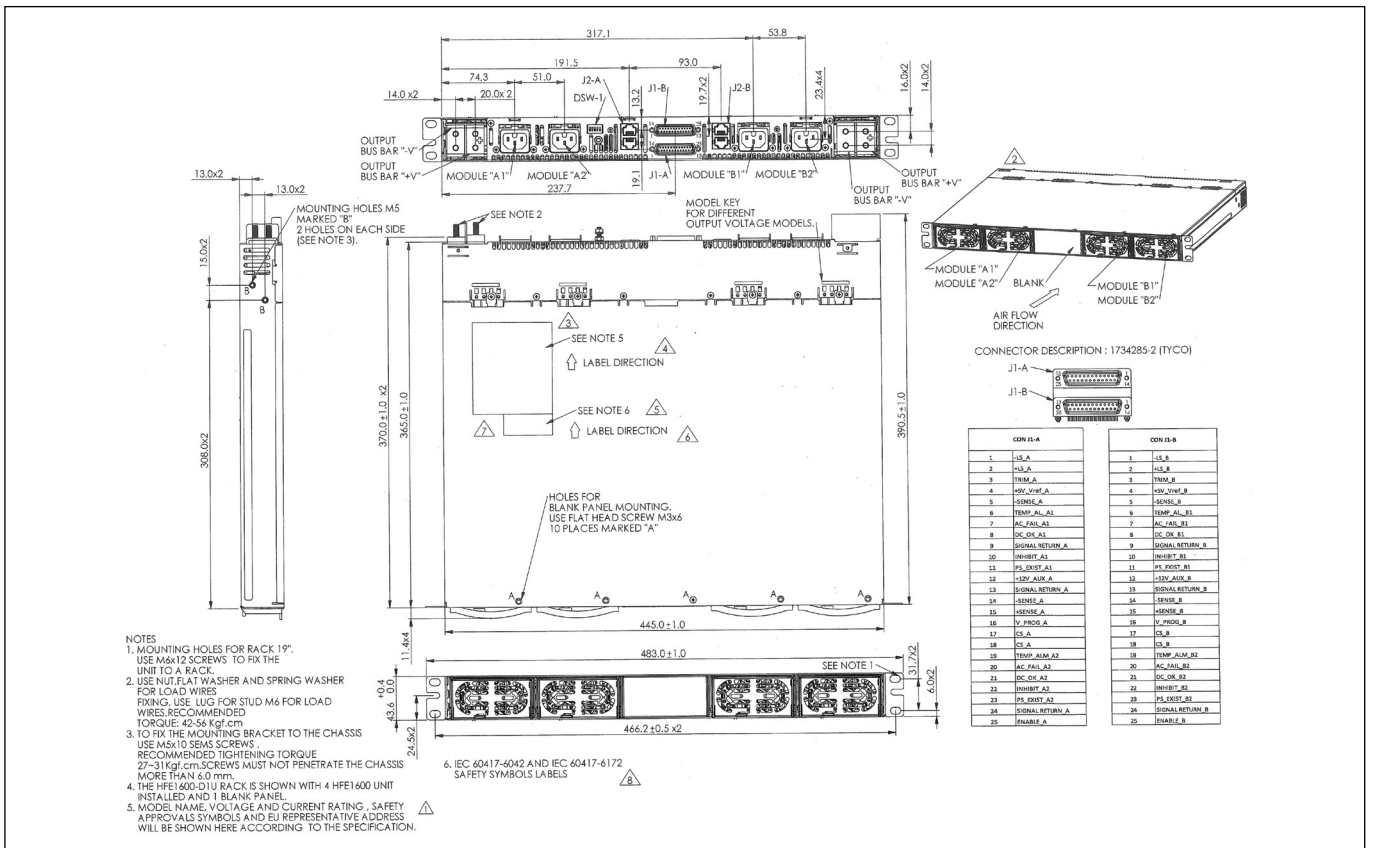 317.1
53.8
191.5
93.0
74.3
51.0
J2-A
J1-B
J2-B
DSW-1
13.2
19.7x2
23.4x4
16.0x2
14.0x2
14.0 x2
20.0x 2
OUTPUT
BUS BAR "-V"
OUTPUT
BUS BAR "+V"
MODULE "A1"
MODULE "A2"
19.1
J1-A
MODULE "B1"
MODULE "B2"
OUTPUT
BUS BAR "+V"
OUTPUT
BUS BAR "-V"
237.7
13.0x2
13.0x2
MOUNTING HOLES M5
MARKED "B"
2 HOLES ON EACH SIDE
(SEE NOTE 3).
15.0x2
B
B
308.0x2
SEE NOTE 2
MODEL KEY
FOR DIFFERENT
OUTPUT VOLTAGE MODELS.
3
SEE NOTE 5
4
LABEL DIRECTION
SEE NOTE 6
5
7
LABEL DIRECTION
6
370.0±1.0 x2
365.0±1.0
390.5±1.0
HOLES FOR
BLANK PANEL MOUNTING.
USE FLAT HEAD SCREW M3x6
10 PLACES MARKED "A"
A
A
A
A
A
445.0±1.0
11.4x4
483.0±1.0
SEE NOTE 1
31.7x2
6.0x2
43.6 +0.4 0.0
24.5x2
466.2±0.5 x2
2
MODULE "A1"
MODULE "A2"
BLANK
MODULE "B1"
MODULE "B2"
AIR FLOW
DIRECTION
CONNECTOR DESCRIPTION : 1734285-2 (TYCO)
J1-A
J1-B
CON J1-A
1 -LS_A
2 +LS_A
3 TRIM_A
4 +5V_Vref_A
5 -SENSE_A
6 TEMP_AL_A1
7 AC_FAIL_A1
8 DC_OK_A1
9 SIGNAL RETURN_A
10 INHIBIT_A1
11 PS_EXIST_A1
12 +12V_AUX_A
13 SIGNAL RETURN_A
14 -SENSE_A
15 +SENSE_A
16 V_PROG_A
17 CS_A
18 CS_A
19 TEMP_ALM_A2
20 AC_FAIL_A2
21 DC_OK_A2
22 INHIBIT_A2
23 PS_EXIST_A2
24 SIGNAL RETURN_A
25 ENABLE_A
CON J1-B
1 -LS_B
2 +LS_B
3 TRIM_B
4 +5V_Vref_B
5 -SENSE_B
6 TEMP_AL_B1
7 AC_FAIL_B1
8 DC_OK_B1
9 SIGNAL RETURN_B
10 INHIBIT_B1
11 PS_EXIST_B1
12 +12V_AUX_B
13 SIGNAL RETURN_B
14 -SENSE_B
15 +SENSE_B
16 V_PROG_B
17 CS_B
18 CS_B
19 TEMP_ALM_B2
20 AC_FAIL_B2
21 DC_OK_B2
22 INHIBIT_B2
23 PS_EXIST_B2
24 SIGNAL RETURN_B
25 ENABLE_B
NOTES
1. MOUNTING HOLES FOR RACK 19".
USE M6x12 SCREWS TO FIX THE
UNIT TO A RACK.
2. USE NUT,FLAT WASHER AND SPRING WASHER
FOR LOAD WIRES
FIXING. USE LUG FOR STUD M6 FOR LOAD
WIRES,RECOMMENDED
TORQUE: 42-56 Kgf.cm
3. TO FIX THE MOUNTING BRACKET TO THE CHASSIS
USE M5x10 SEMS SCREWS .
RECOMMENDED TIGHTENING TORQUE
27~31Kgf.cm.SCREWS MUST NOT PENETRATE THE CHASSIS
MORE THAN 6.0 mm.
4. THE HFE1600-D1U RACK IS SHOWN WITH 4 HFE1600 UNIT
INSTALLED AND 1 BLANK PANEL.
5. MODEL NAME, VOLTAGE AND CURRENT RATING , SAFETY
APPROVALS SYMBOLS AND EU REPRESENTATIVE ADDRESS
WILL BE SHOWN HERE ACCORDING TO THE SPECIFICATION.
1
6. IEC 60417-6042 AND IEC 60417-6172
SAFETY SYMBOLS LABELS
8